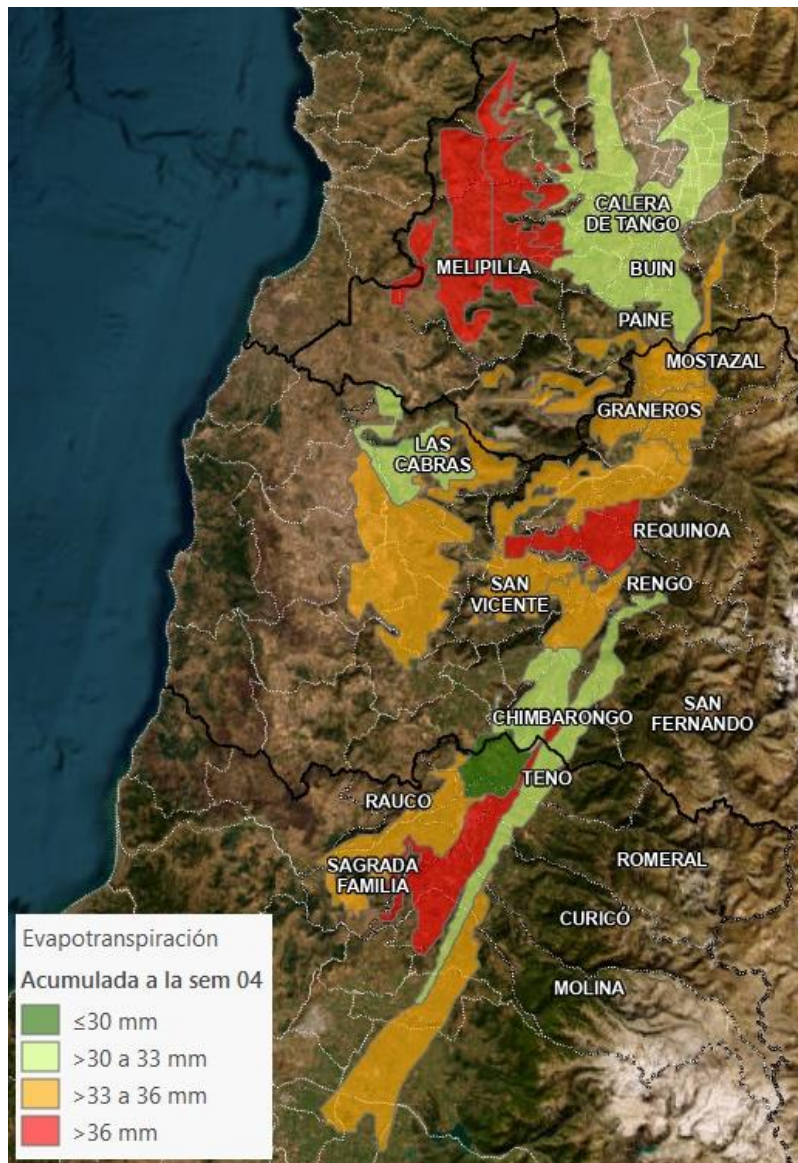 CALERA
DE TANGO
MELIPILLA
BUIN
PAINE
MOSTAZAL
GRANEROS
LAS
CABRAS
REQUINOA
SAN
VICENTE
RENGO
CHIMBARONGO
SAN
FERNANDO
TENO
RAUCO
SAGRADA
FAMILIA
ROMERAL
CURICÓ
MOLINA
Evapotranspiración
Acumulada a la sem 04
≤30 mm
>30 a 33 mm
>33 a 36 mm
>36 mm